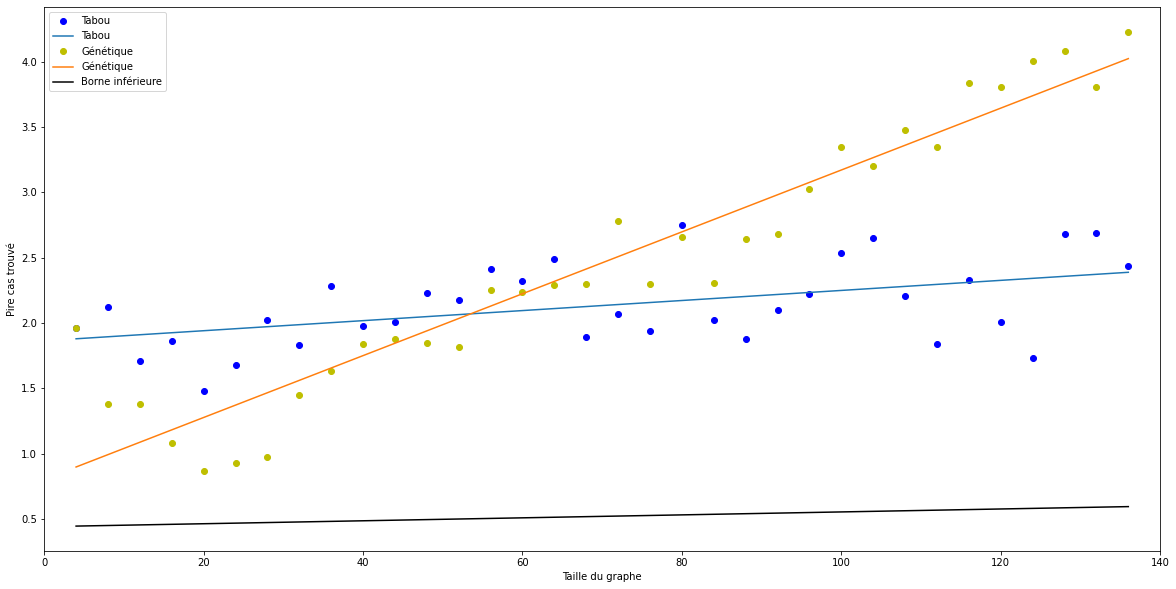 Tabou
Tabou
Génétique
Génétique
Borne inférieure
Pire cas trouvé
4.0
3.5
3.0
2.5
2.0
1.5
1.0
0.5
0 20 40 60 80 100 120 140
Taille du graphe